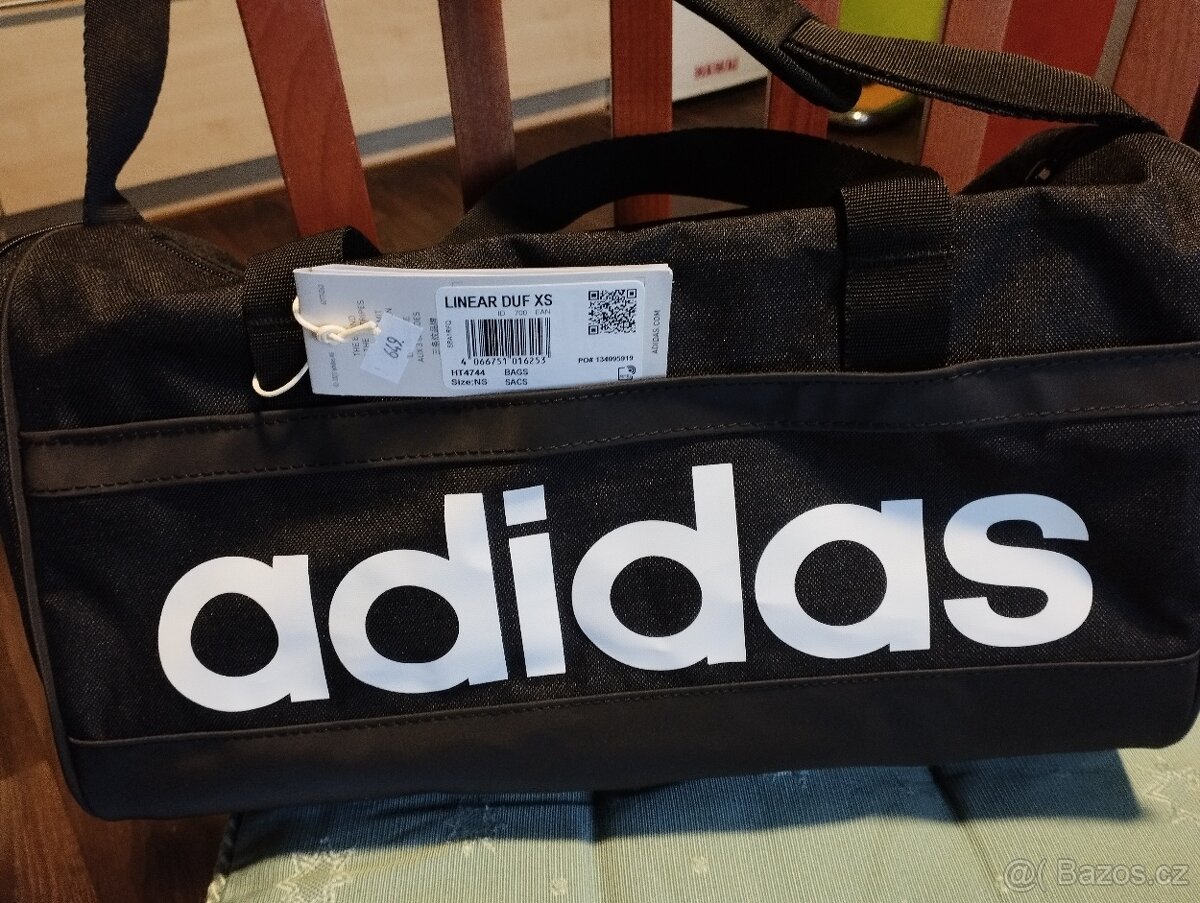 LINEAR DUF XS
ID 700 EAN
4 066751 016253
PO# 134995919
HT4744 BAGS
Size:NS SACS
ADIDAS.COM
649.
adidas
@( Bazos.cz